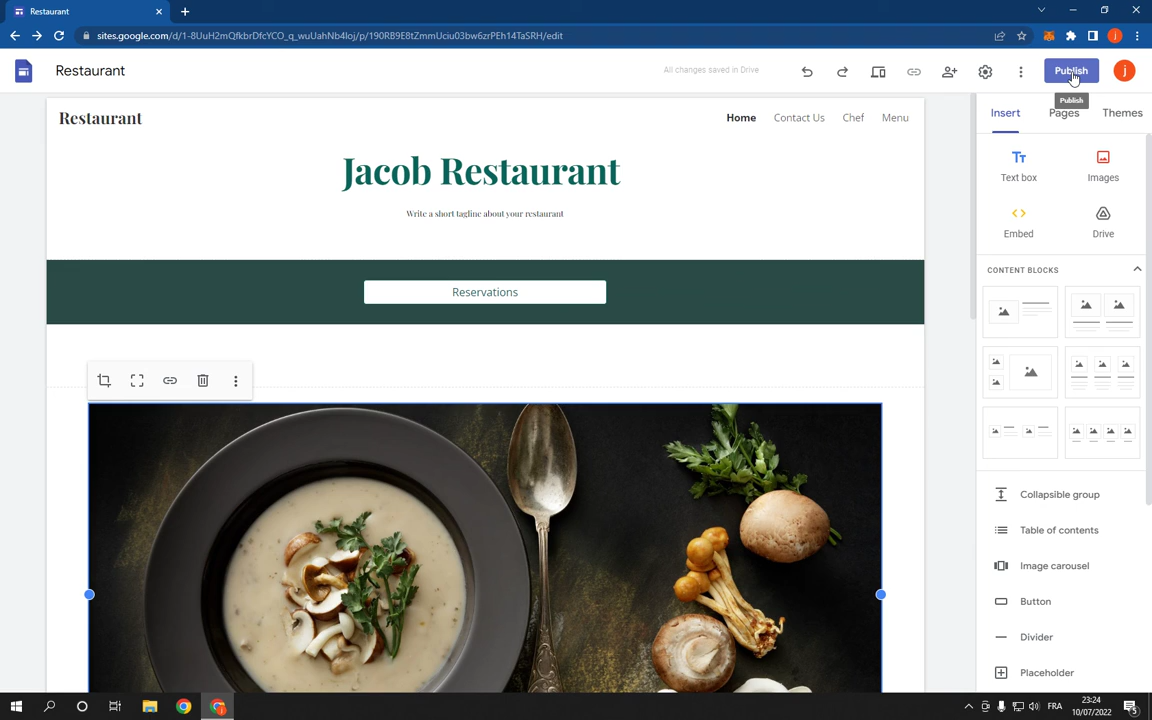 Restaurant
sites.google.com/d/1-8UuH2mQfkbrDfcYCO_q_wuUahNb4loj/p/190RB9E8tZmmUciu03bw6zrPEh14TaSRH/edit
j
Restaurant
All changes saved in Drive
Publish
j
Publish
Restaurant
Home
Contact Us
Chef
Menu
Insert
Pages
Themes
Jacob Restaurant
Write a short tagline about your restaurant
Reservations
Text box
Images
Embed
Drive
CONTENT BLOCKS
Collapsible group
Table of contents
Image carousel
Button
Divider
Placeholder
FRA
23:24
10/07/2022
5